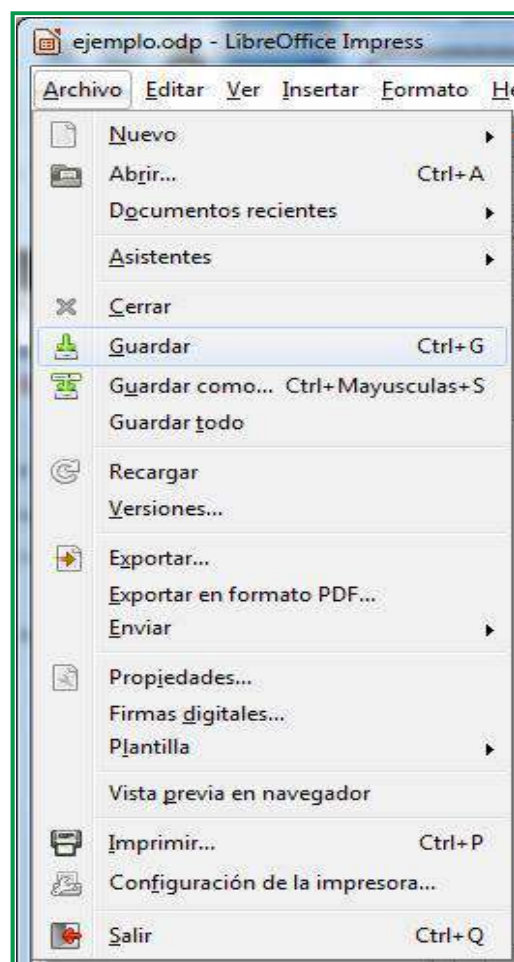 ejemplo.odp - LibreOffice Impress
Archivo Editar Ver Insertar Formato He
Nuevo
Abrir... Ctrl+A
Documentos recientes
Asistentes
Cerrar
Guardar Ctrl+G
Guardar como... Ctrl+Mayusculas+S
Guardar todo
Recargar
Versiones...
Exportar...
Exportar en formato PDF...
Enviar
Propiedades...
Firmas digitales...
Plantilla
Vista previa en navegador
Imprimir... Ctrl+P
Configuración de la impresora...
Salir Ctrl+Q